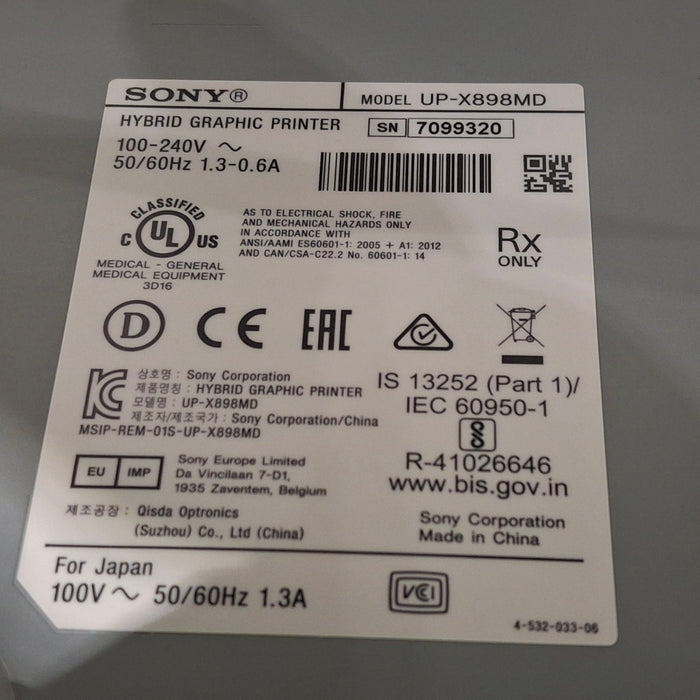 SONY®
MODEL UP-X898MD
HYBRID GRAPHIC PRINTER
SN 7099320
100-240V ～
50/60Hz 1.3-0.6A
CLASSIFIED
C UL US
AS TO ELECTRICAL SHOCK, FIRE
AND MECHANICAL HAZARDS ONLY
IN ACCORDANCE WITH
ANSI/AAMI ES60601-1: 2005 + A1: 2012
AND CAN/CSA-C22.2 No. 60601-1: 14
Rx
ONLY
MEDICAL - GENERAL
MEDICAL EQUIPMENT
3D16
D CE EAC
상호명 : Sony Corporation
제품명칭 : HYBRID GRAPHIC PRINTER
모델명 : UP-X898MD
제조자/제조국가 : Sony Corporation/China
MSIP-REM-01S-UP-X898MD
IS 13252 (Part 1)/
IEC 60950-1
R-41026646
www.bis.gov.in
EU IMP
Sony Europe Limited
Da Vincilaan 7-D1,
1935 Zaventem, Belgium
제조공장 : Qisda Optronics
(Suzhou) Co., Ltd (China)
Sony Corporation
Made in China
For Japan
100V ～ 50/60Hz 1.3A
VCCI
4-532-033-06